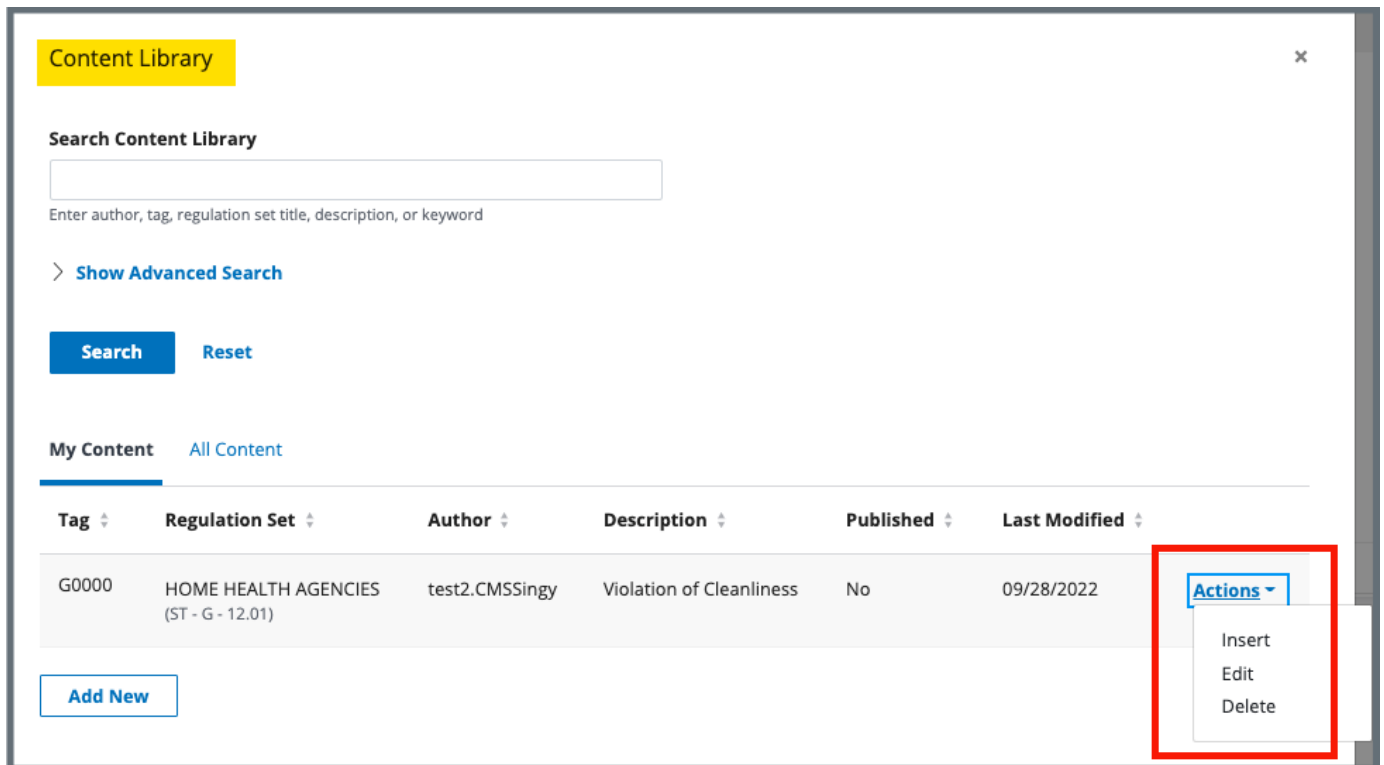 Content Library
×
Search Content Library
Enter author, tag, regulation set title, description, or keyword
Show Advanced Search
Search Reset
My Content All Content
Tag Regulation Set Author Description Published Last Modified
G0000 HOME HEALTH AGENCIES test2.CMSSingy Violation of Cleanliness No 09/28/2022 Actions
(ST - G - 12.01)
Insert
Edit
Add New
Delete